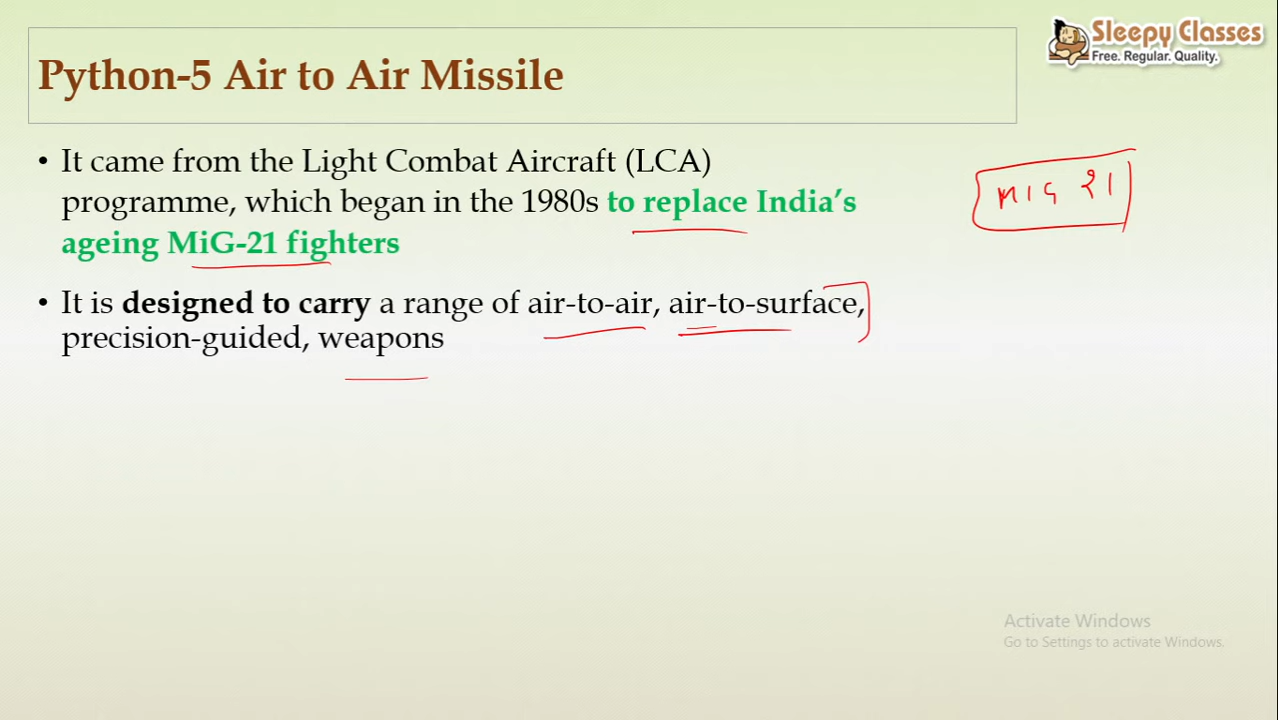 Sleepy Classes
Free. Regular. Quality.
Python-5 Air to Air Missile
• It came from the Light Combat Aircraft (LCA)
programme, which began in the 1980s to replace India's
ageing MiG-21 fighters
MIG 21
• It is designed to carry a range of air-to-air, air-to-surface,
precision-guided, weapons
Activate Windows
Go to Settings to activate Windows.